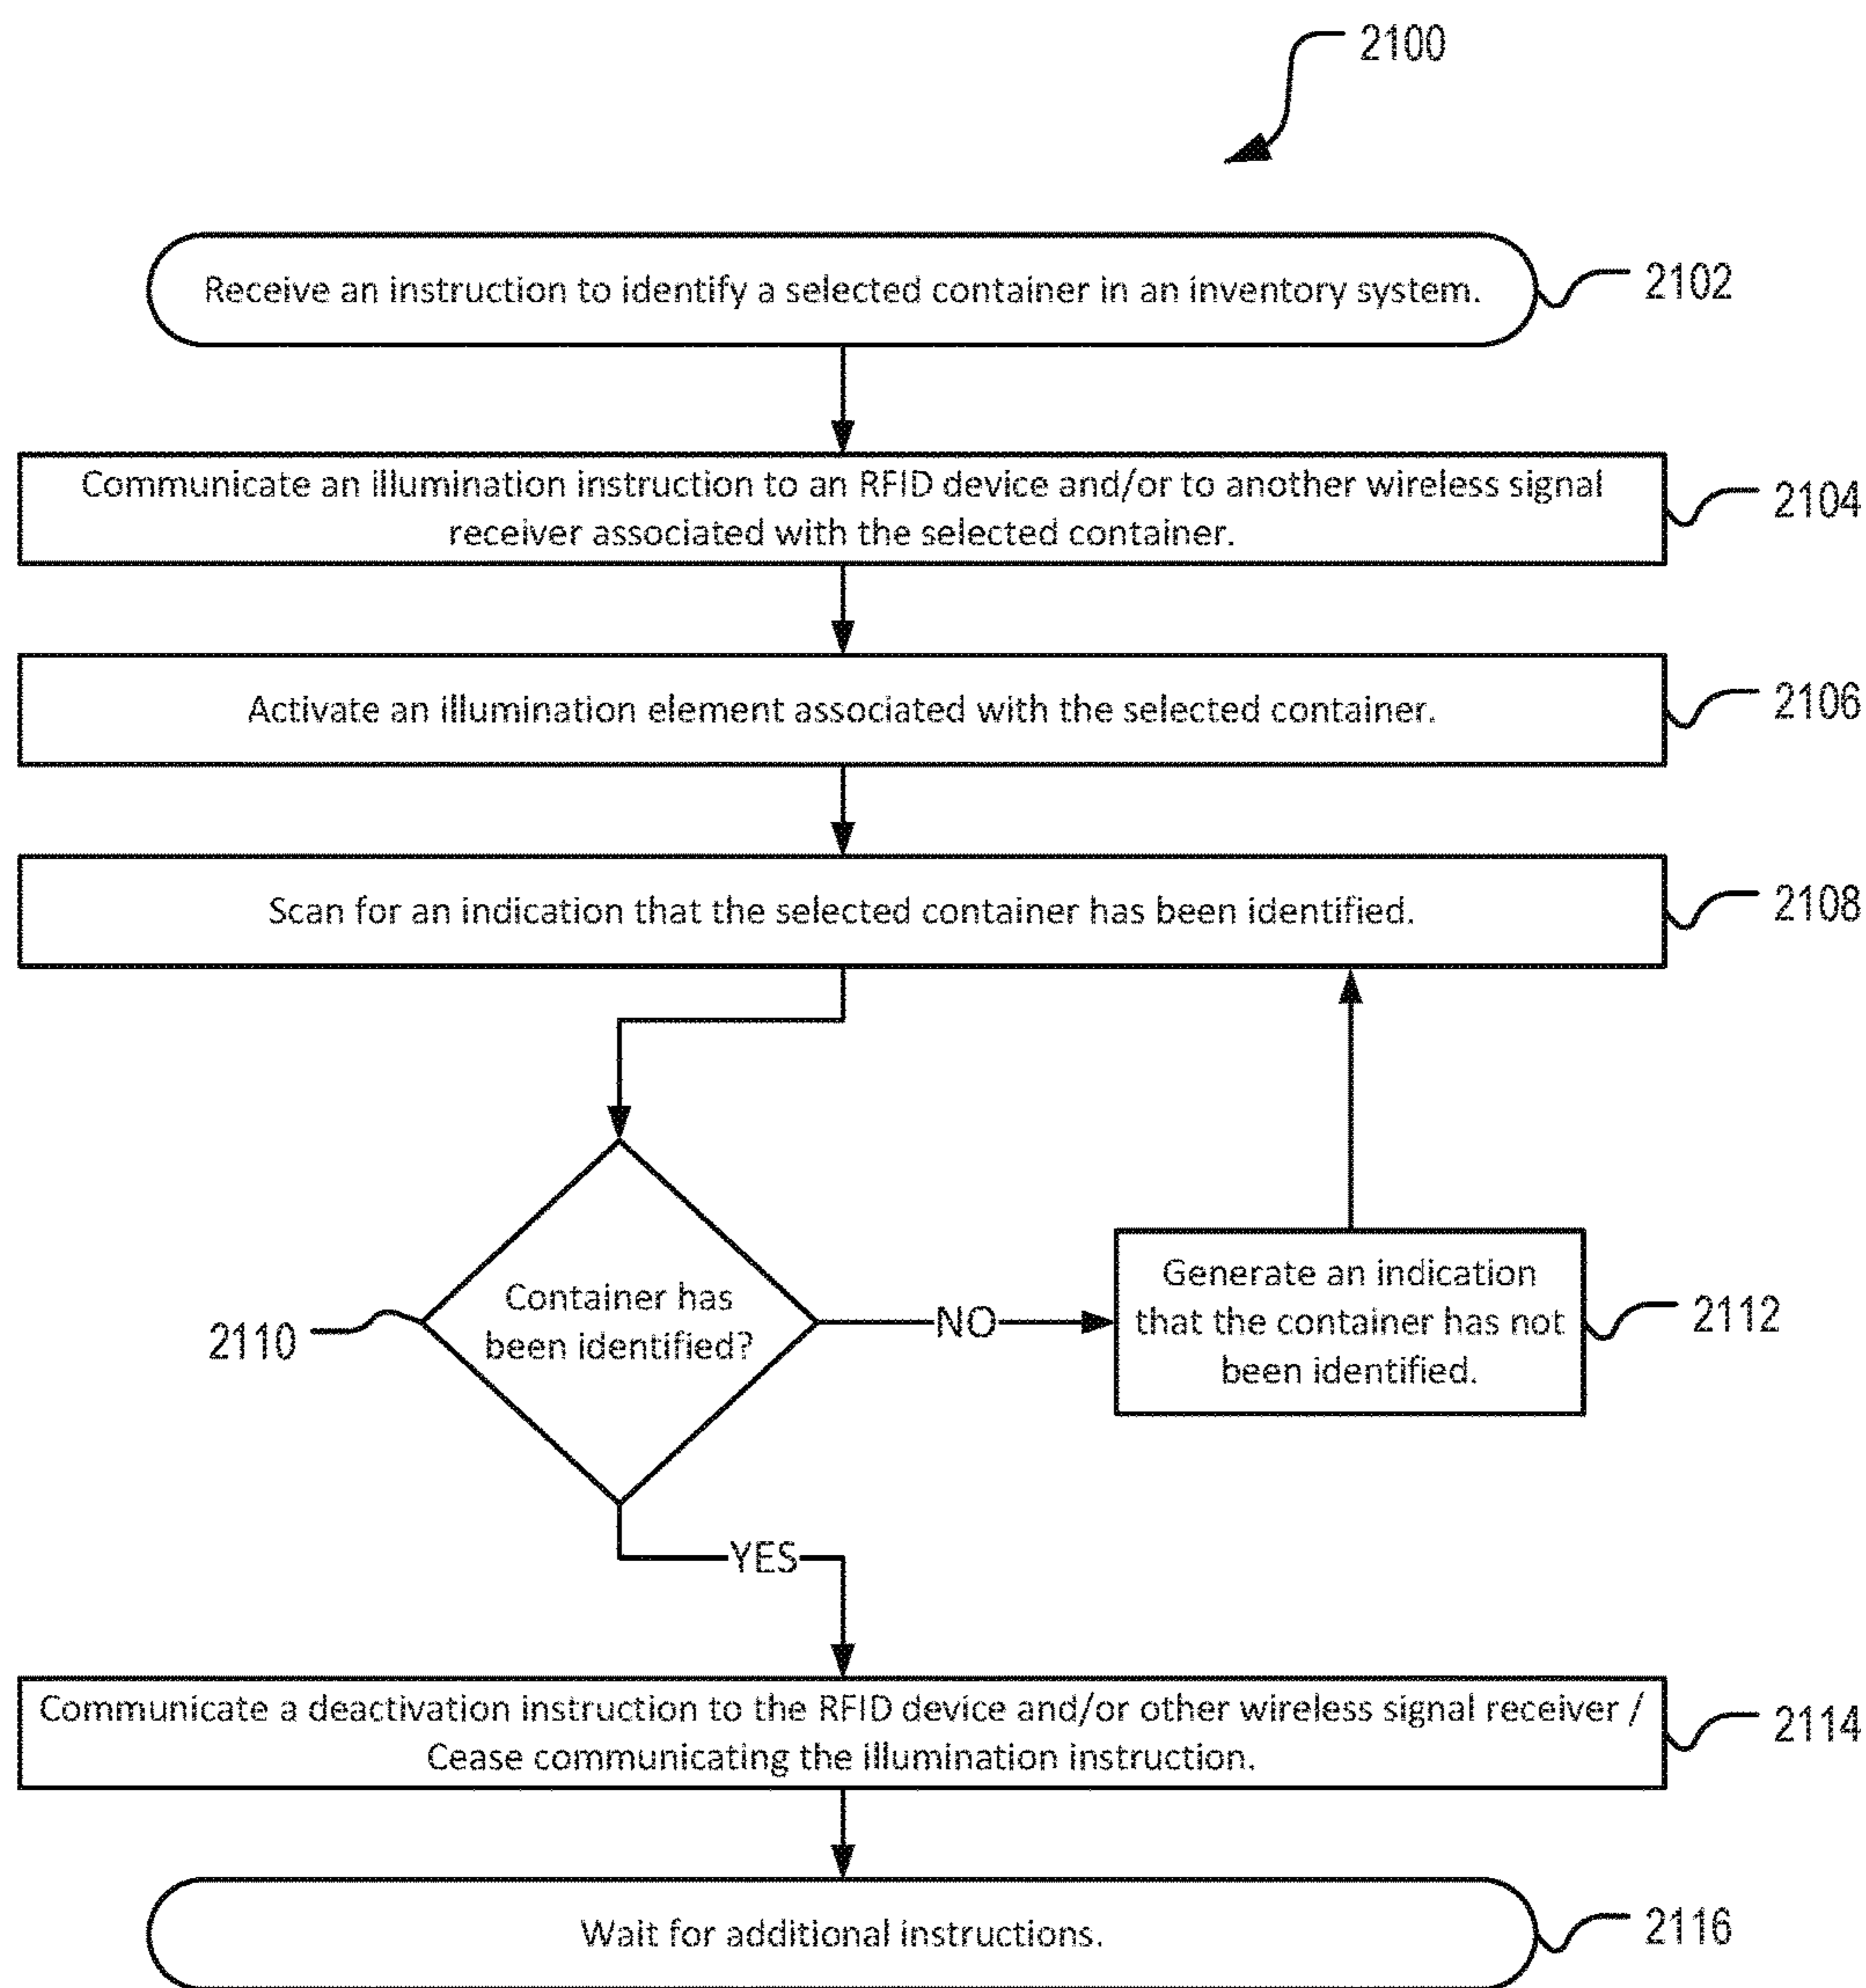 2100
Receive an instruction to identify a selected container in an inventory system.
2102
Communicate an illumination instruction to an RFID device and/or to another wireless signal
receiver associated with the selected container.
2104
Activate an illumination element associated with the selected container.
2106
Scan for an indication that the selected container has been identified.
2108
Container has
been identified?
2110
NO
Generate an indication
that the container has not
been identified.
2112
YES
Communicate a deactivation instruction to the RFID device and/or other wireless signal receiver /
Cease communicating the illumination instruction.
2114
Wait for additional instructions.
2116